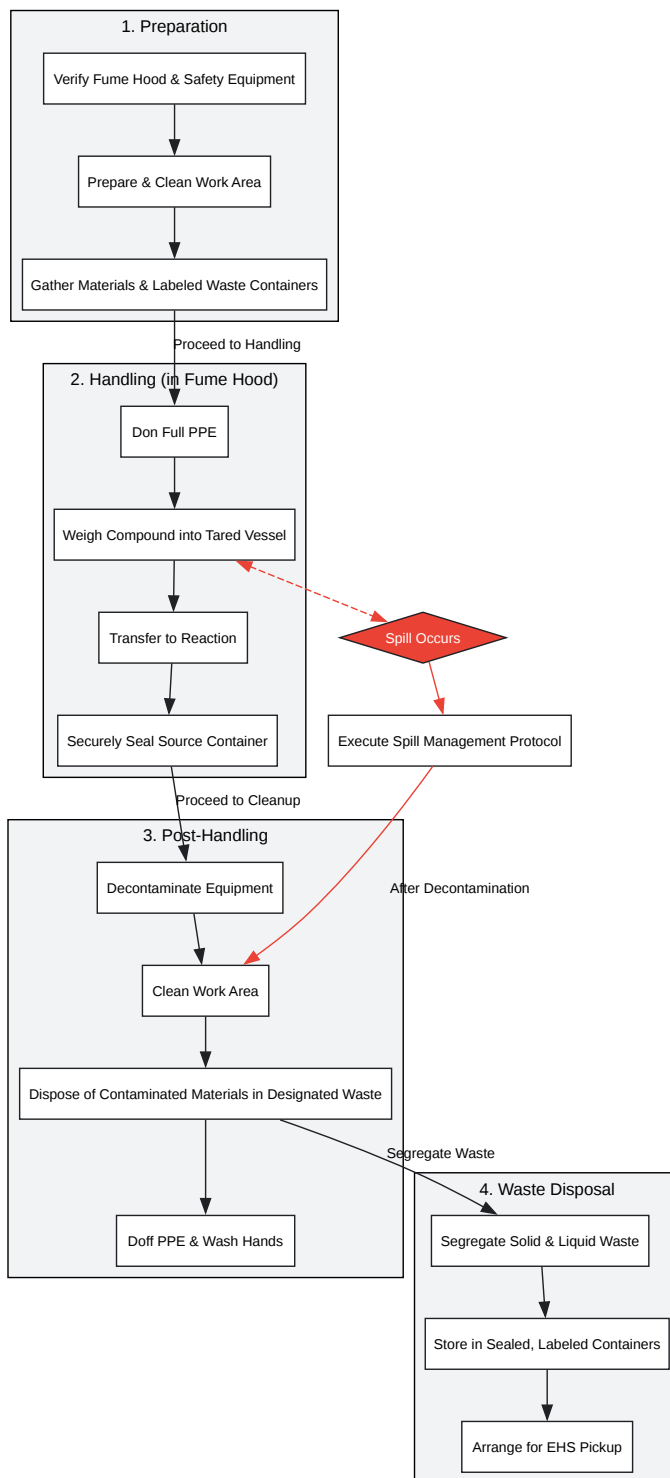 1. Preparation
Verify Fume Hood & Safety Equipment
Prepare & Clean Work Area
Gather Materials & Labeled Waste Containers
Proceed to Handling
2. Handling (in Fume Hood)
Don Full PPE
Weigh Compound into Tared Vessel
Transfer to Reaction
Spill Occurs
Securely Seal Source Container
Execute Spill Management Protocol
Proceed to Cleanup
3. Post-Handling
Decontaminate Equipment
After Decontamination
Clean Work Area
Dispose of Contaminated Materials in Designated Waste
Segregate Waste
4. Waste Disposal
Doff PPE & Wash Hands
Segregate Solid & Liquid Waste
Store in Sealed, Labeled Containers
Arrange for EHS Pickup